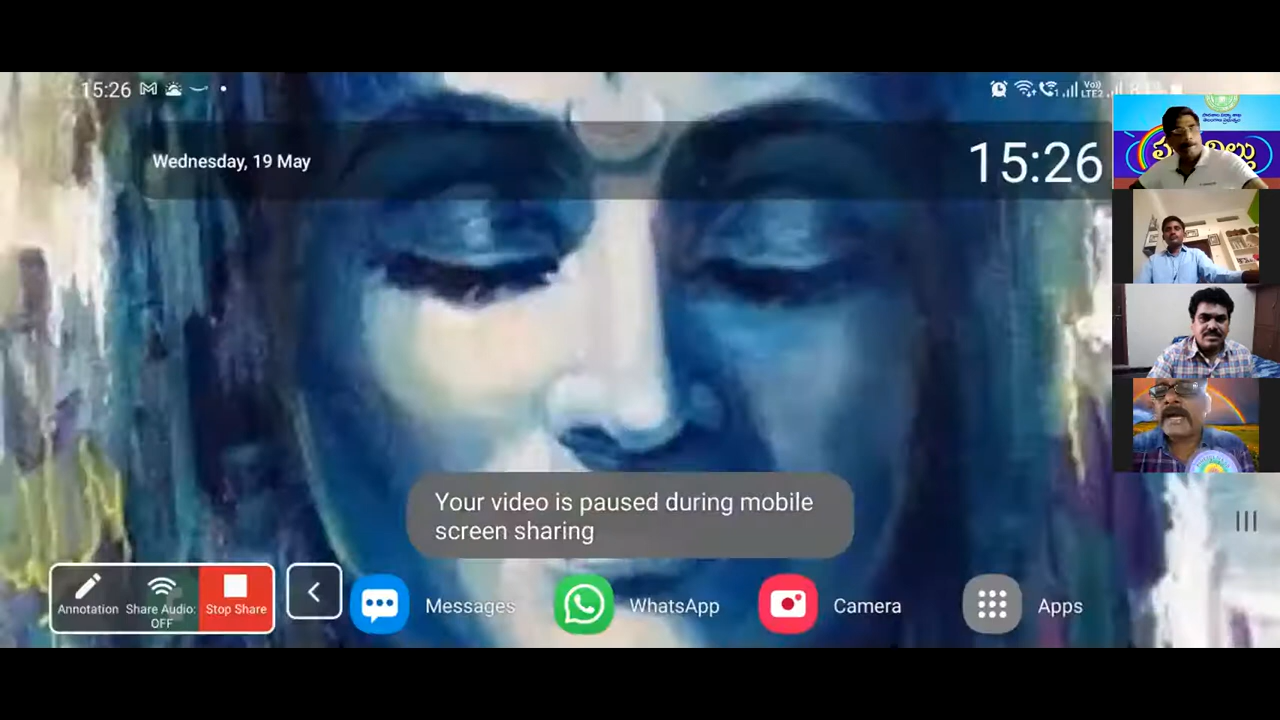 15:26
Wednesday, 19 May
15:26
Your video is paused during mobile
screen sharing
Annotation
Share Audio:
OFF
Stop Share
Messages
WhatsApp
Camera
Apps